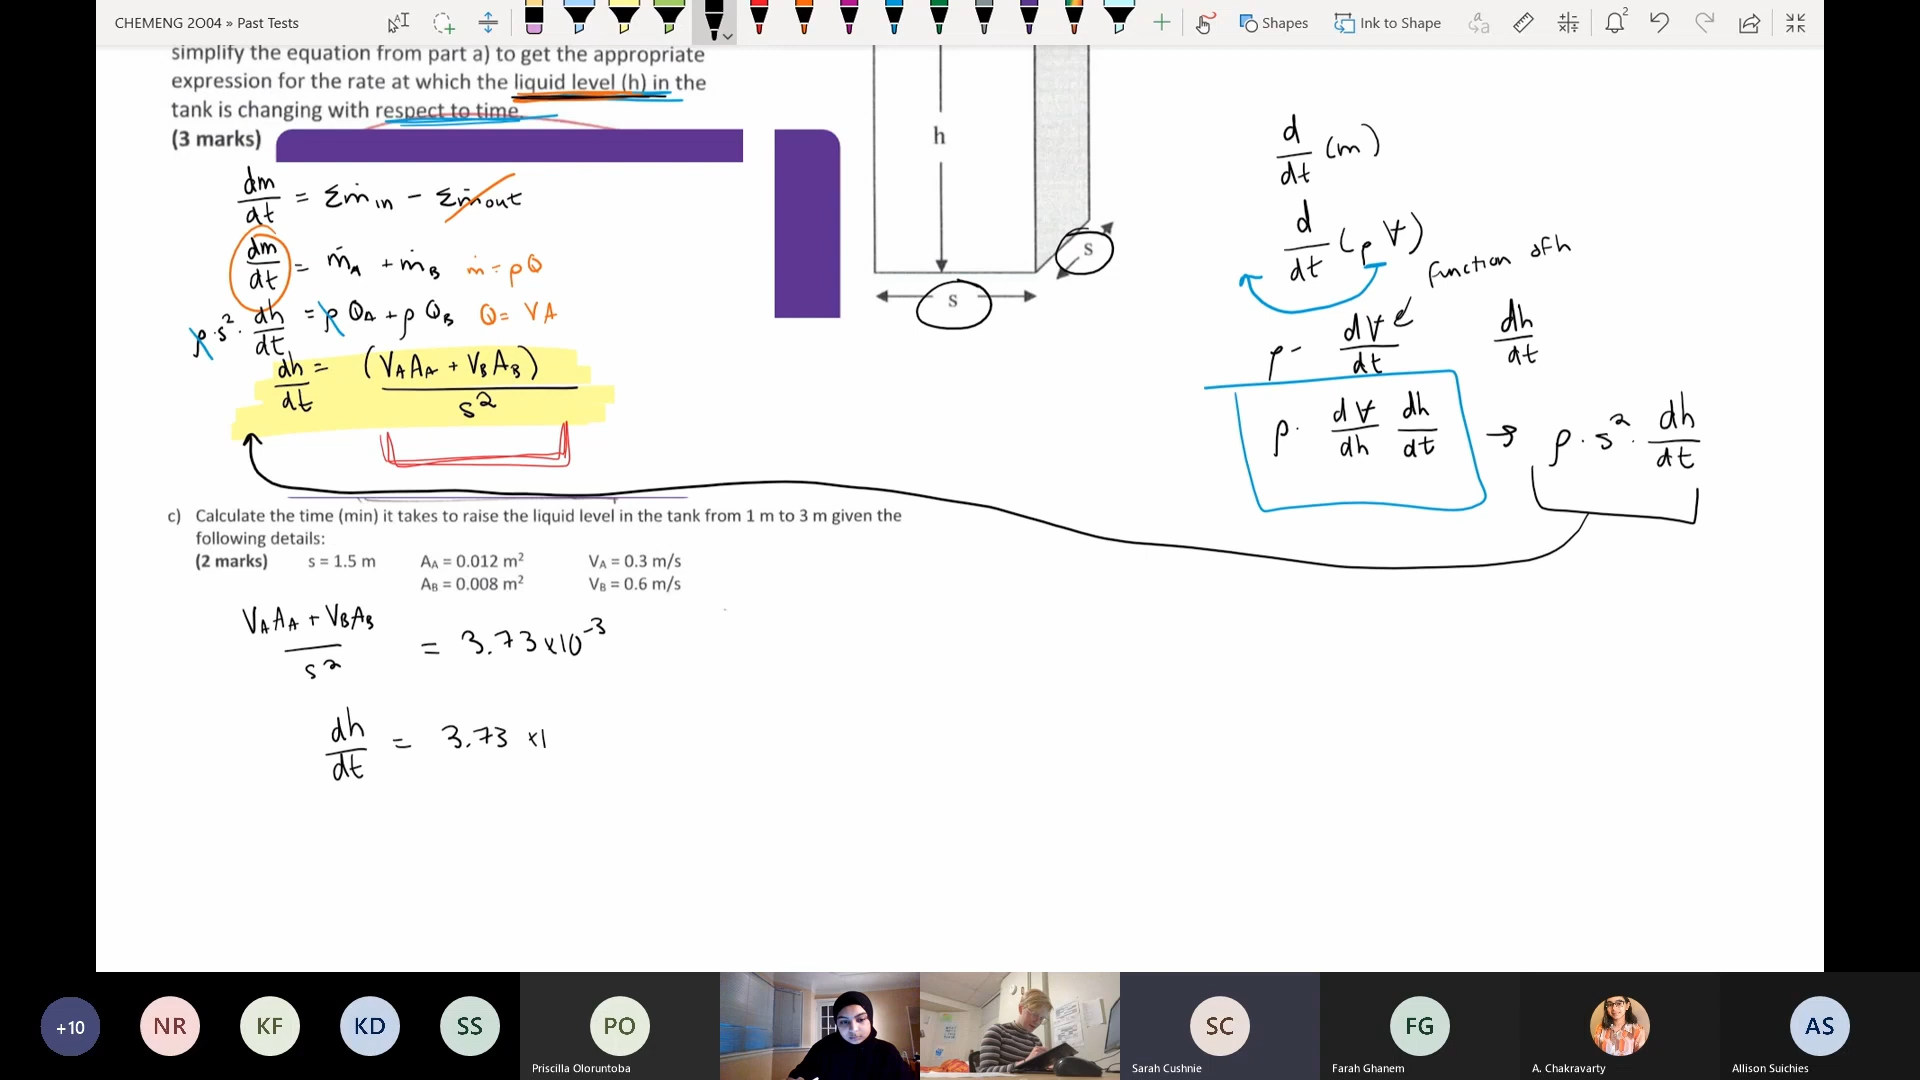 CHEMENG 2O04 » Past Tests
Shapes
Ink to Shape
2
simplify the equation from part a) to get the appropriate
expression for the rate at which the liquid level (h) in the
tank is changing with respect to time.
(3 marks)
dm/dt = Σṁin - Σṁout
dm/dt = ṁA + ṁB ṁ = ρQ
ρ·s²·dh/dt = ρQA + ρQB Q = VA
dh/dt = (VAAA + VBAB)/s²
h
s
s
d/dt (m)
d/dt (ρV)
function of h
ρ - dV/dt
dh/dt
ρ· dV/dh dh/dt → ρ·s²·dh/dt
c) Calculate the time (min) it takes to raise the liquid level in the tank from 1 m to 3 m given the
following details:
(2 marks) s = 1.5 m AA = 0.012 m² VA = 0.3 m/s
AB = 0.008 m² VB = 0.6 m/s
VAAA + VBAB/s² = 3.73 x10⁻³
dh/dt = 3.73 x1
+10
NR
KF
KD
SS
PO
Priscilla Oloruntoba
SC
Sarah Cushnie
FG
Farah Ghanem
A. Chakravarty
AS
Allison Suichies